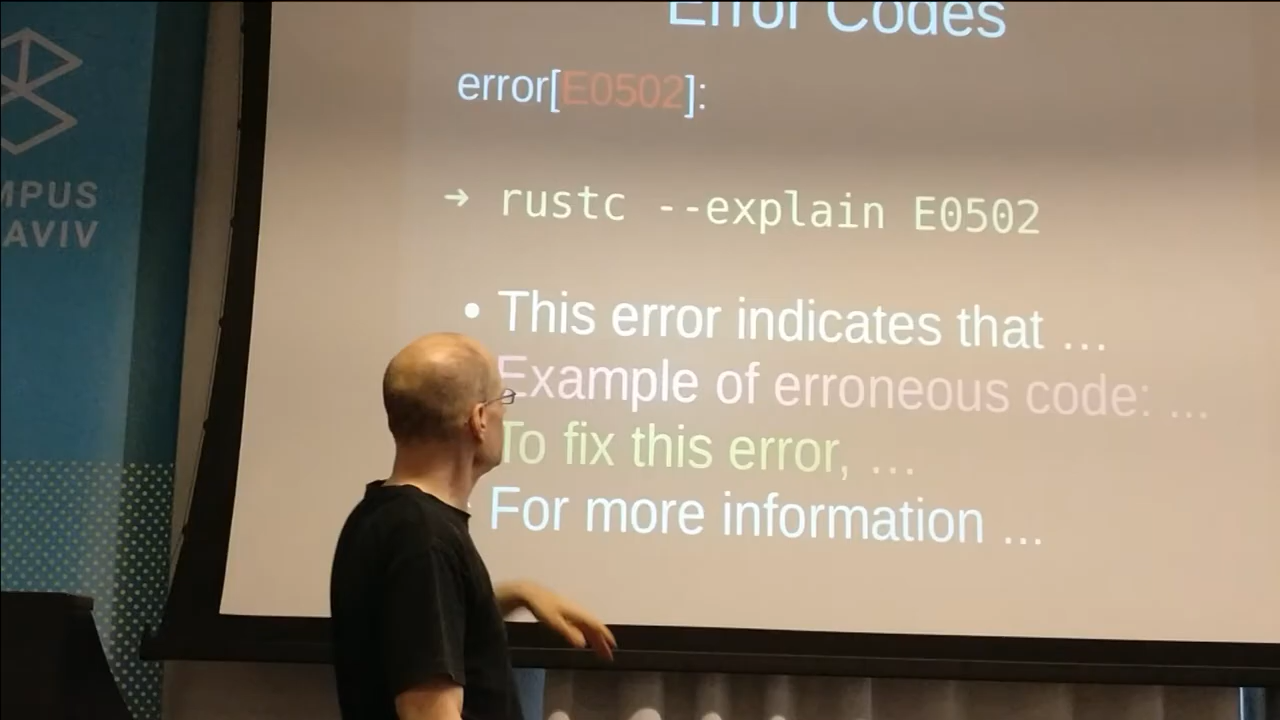 Error Codes
error[E0502]:
→ rustc --explain E0502
• This error indicates that ...
Example of erroneous code: ...
To fix this error, ...
For more information ...
MPUS
AVIV